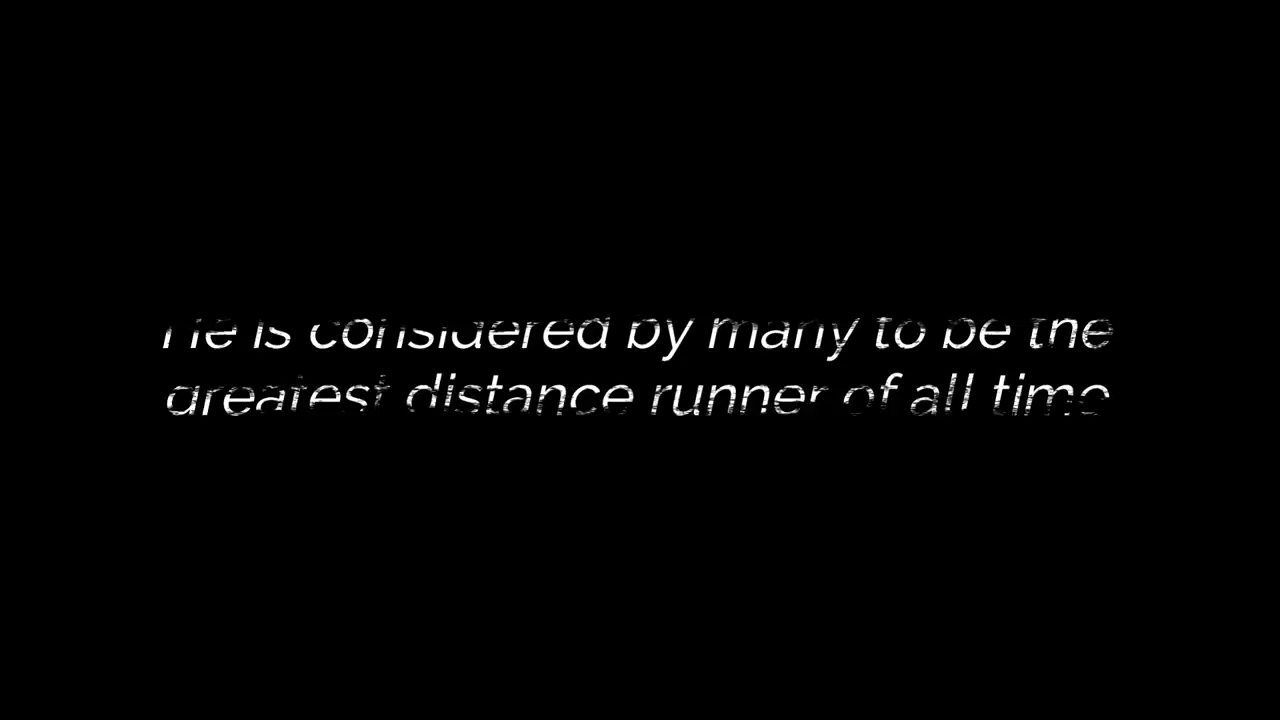 He is considered by many to be the
greatest distance runner of all time